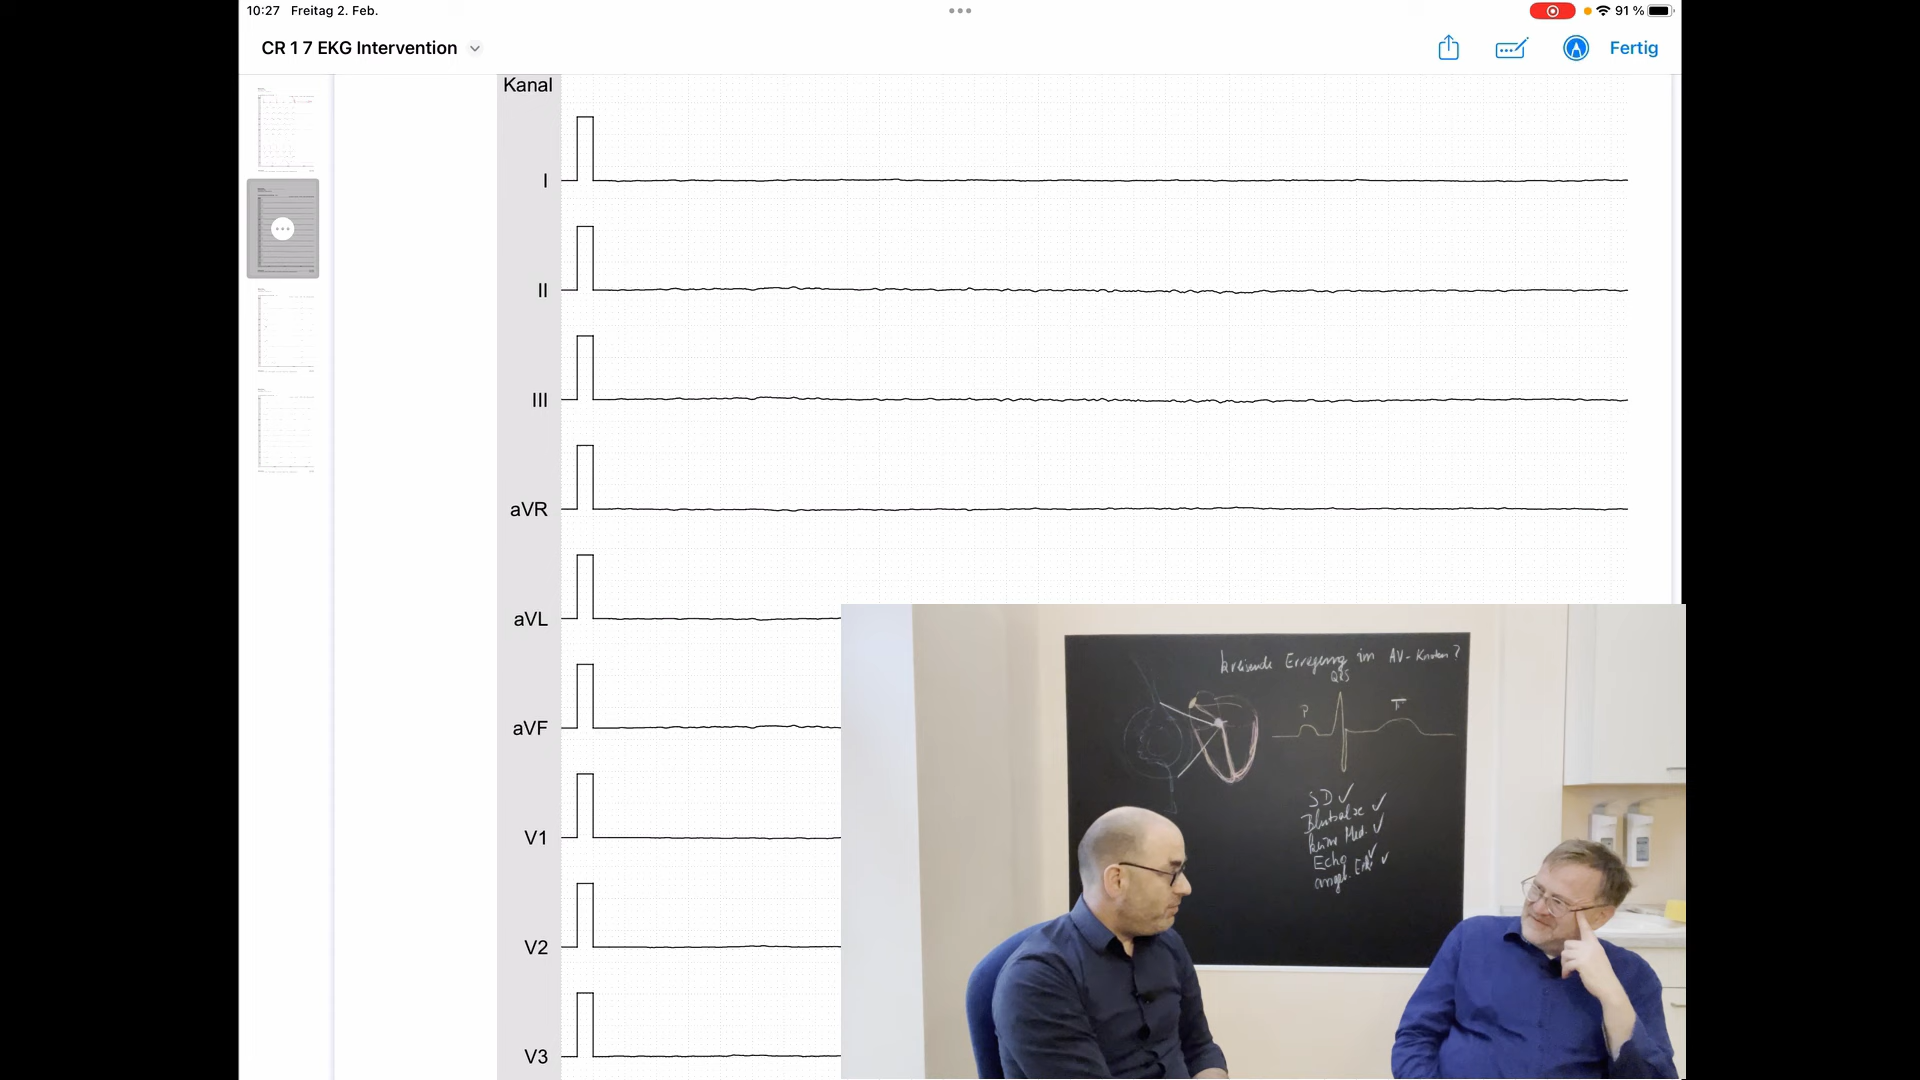 10:27 Freitag 2. Feb.
91 %
CR 1 7 EKG Intervention
Fertig
Kanal
I
II
III
aVR
aVL
aVF
V1
V2
V3
kreisende Erregung im AV-Knoten?
QRS
P
T
SD ✓
Blutsalze ✓
keine Med. ✓
Echo ✓
angeb. ✓